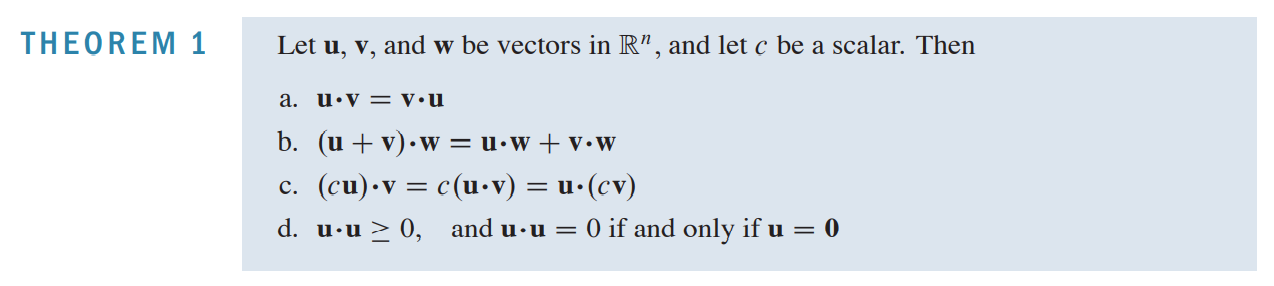 THEOREM 1
Let u, v, and w be vectors in ℝⁿ, and let c be a scalar. Then
a. u·v = v·u
b. (u + v)·w = u·w + v·w
c. (cu)·v = c(u·v) = u·(cv)
d. u·u ≥ 0, and u·u = 0 if and only if u = 0